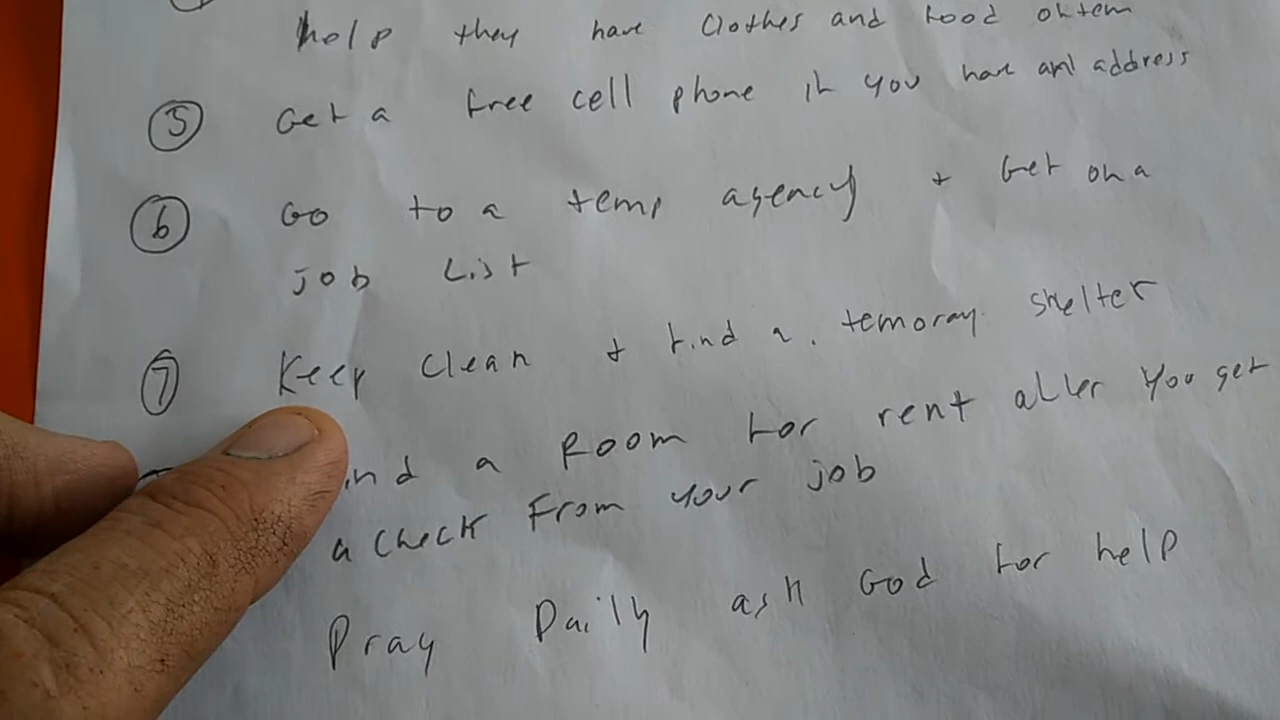 help they have clothes and food often
5 Get a free cell phone if you have an address
6 Go to a temp agency + Get on a
job List
7 Keep clean + find a. temoray shelter
ind a Room for rent after you get
a check From your job
Pray Daily ask God for help